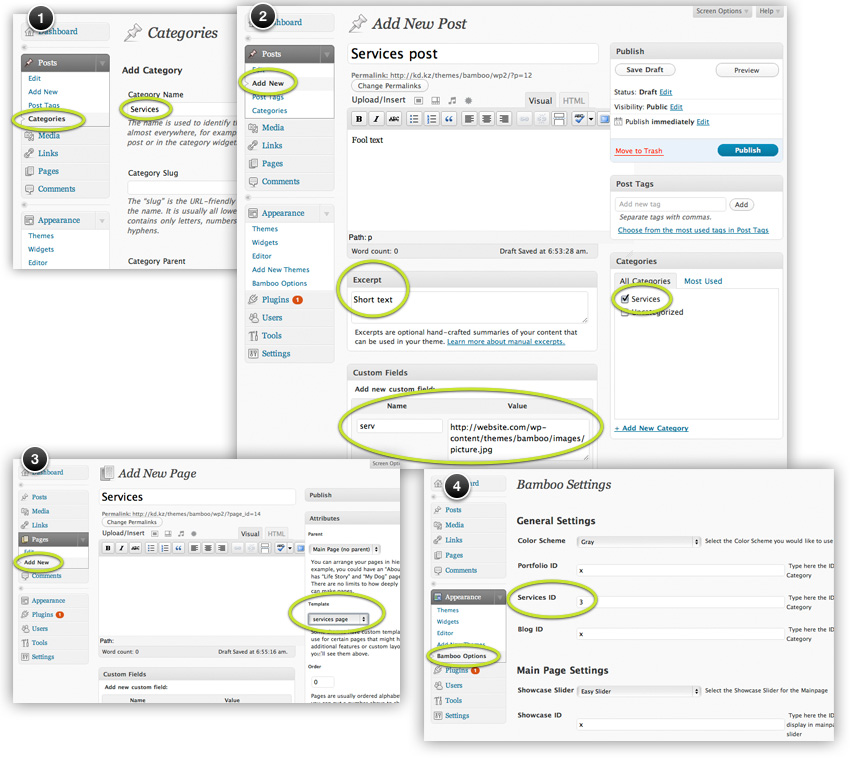 1
Dashboard
Posts
Edit
Add New
Post Tags
Categories
Media
Links
Pages
Comments
Appearance
Themes
Widgets
Editor
Categories
Add Category
Category Name
Services
The name is used to identify t
almost everywhere, for examp
post or in the category widge
Category Slug
The "slug" is the URL-friendly
the name. It is usually all lowe
contains only letters, numbers
hyphens.
Category Parent
2
Dashboard
Posts
Edit
Add New
Post Tags
Categories
Media
Links
Pages
Comments
Appearance
Themes
Widgets
Editor
Add New Themes
Bamboo Options
Plugins 1
Users
Tools
Settings
Screen Options
Help
Add New Post
Services post
Permalink: http://kd.kz/themes/bamboo/wp2/?p=12
Change Permalinks
Upload/Insert
Visual
HTML
B I ABC
Fool text
Path: p
Word count: 0
Draft Saved at 6:53:28 am.
Excerpt
Short text
Excerpts are optional hand-crafted summaries of your content that
can be used in your theme. Learn more about manual excerpts.
Custom Fields
Add new custom field:
Name
Value
serv
http://website.com/wp-
content/themes/bamboo/images/
picture.jpg
Publish
Save Draft
Preview
Status: Draft Edit
Visibility: Public Edit
Publish immediately Edit
Move to Trash
Publish
Post Tags
Add new tag
Add
Separate tags with commas.
Choose from the most used tags in Post Tags
Categories
All Categories
Most Used
Services
Uncategorized
+ Add New Category
3
Dashboard
Posts
Media
Links
Pages
Edit
Add New
Comments
Appearance
Plugins 1
Users
Tools
Settings
Screen Optio
Add New Page
Services
Permalink: http://kd.kz/themes/bamboo/wp2/?page_id=14
Change Permalinks
Upload/Insert
Visual
HTML
B I ABC
Path:
Word count: 0
Draft Saved at 6:55:16 am.
Custom Fields
Add new custom field:
Name
Value
Publish
Attributes
Parent
Main Page (no parent)
You can arrange your pages in hier
example, you could have an "Abou
has "Life Story" and "My Dog" page
There are no limits to how deeply
can make pages.
Template
services page
use for certain pages that might h
additional features or custom layou
you'll see them above.
Order
0
Pages are usually ordered alphabe
4
Posts
Media
Links
Pages
Comments
Appearance
Themes
Widgets
Editor
Add New Themes
Bamboo Options
Plugins 1
Users
Tools
Settings
Bamboo Settings
General Settings
Color Scheme
Gray
Select the Color Scheme you would like to use
Portfolio ID
x
Type here the ID
Category
Services ID
3
Type here the ID
Category
Blog ID
x
Type here the ID
Category
Main Page Settings
Showcase Slider
Easy Slider
Select the Showcase Slider for the Mainpage
Showcase ID
x
Type here the ID
display in mainpa
slider